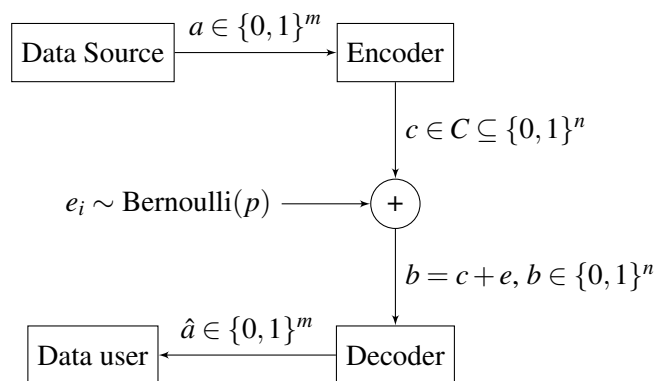 Data Source
a ∈ {0,1}^m
Encoder
c ∈ C ⊆ {0,1}^n
e_i ∼ Bernoulli(p)
+
b = c + e, b ∈ {0,1}^n
Data user
â ∈ {0,1}^m
Decoder